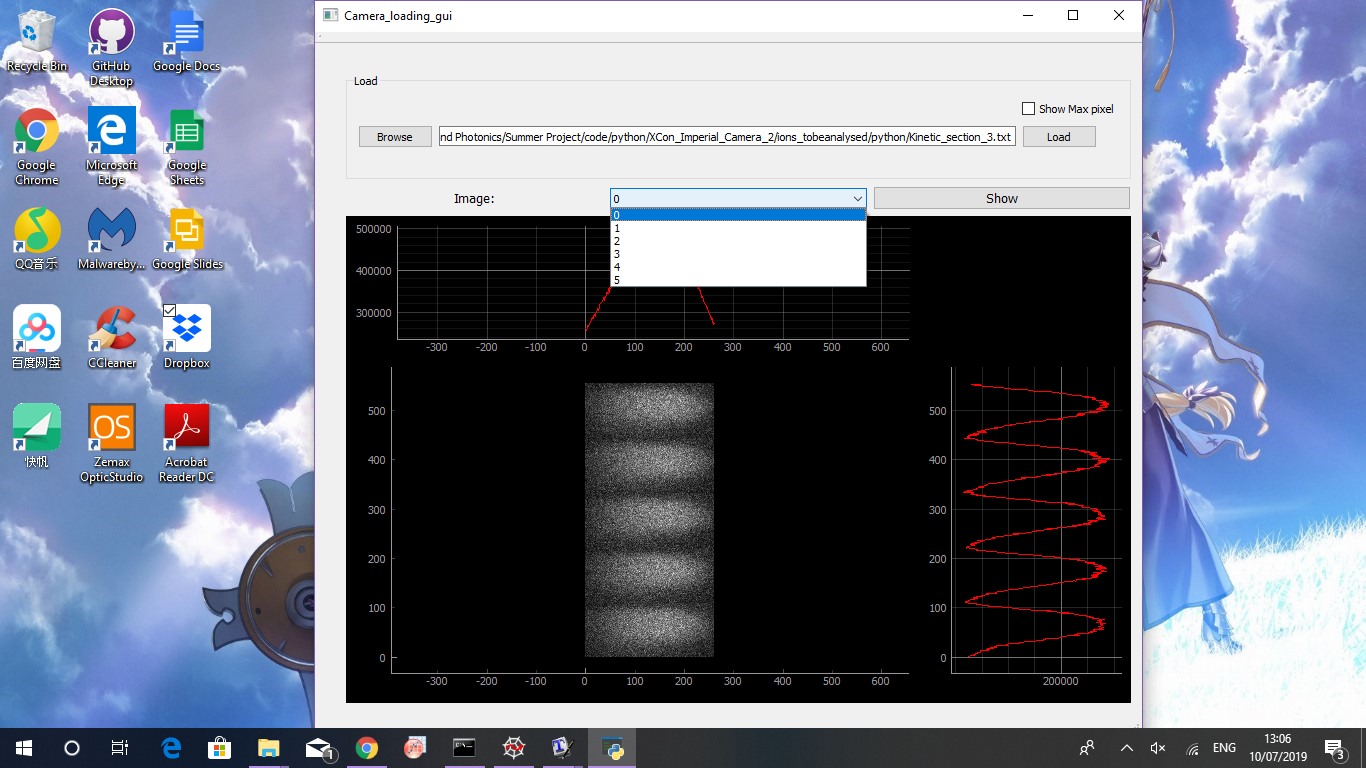 Recycle Bin
GitHub
Desktop
Google Docs
Google
Chrome
Microsoft
Edge
Google
Sheets
QQ音乐
Malwareby...
Google Slides
百度网盘
CCleaner
Dropbox
快帆
OS
Zemax
OpticStudio
Acrobat
Reader DC
Camera_loading_gui
Load
Show Max pixel
Browse
nd Photonics/Summer Project/code/python/XCon_Imperial_Camera_2/ions_tobeanalysed/python/Kinetic_section_3.txt
Load
Image:
0
Show
0
1
2
3
4
5
500000
400000
300000
-300 -200 -100 0 100 200 300 400 500 600
500
400
300
200
100
0
-300 -200 -100 0 100 200 300 400 500 600
500
400
300
200
100
0
200000
1
ENG
13:06
10/07/2019
3